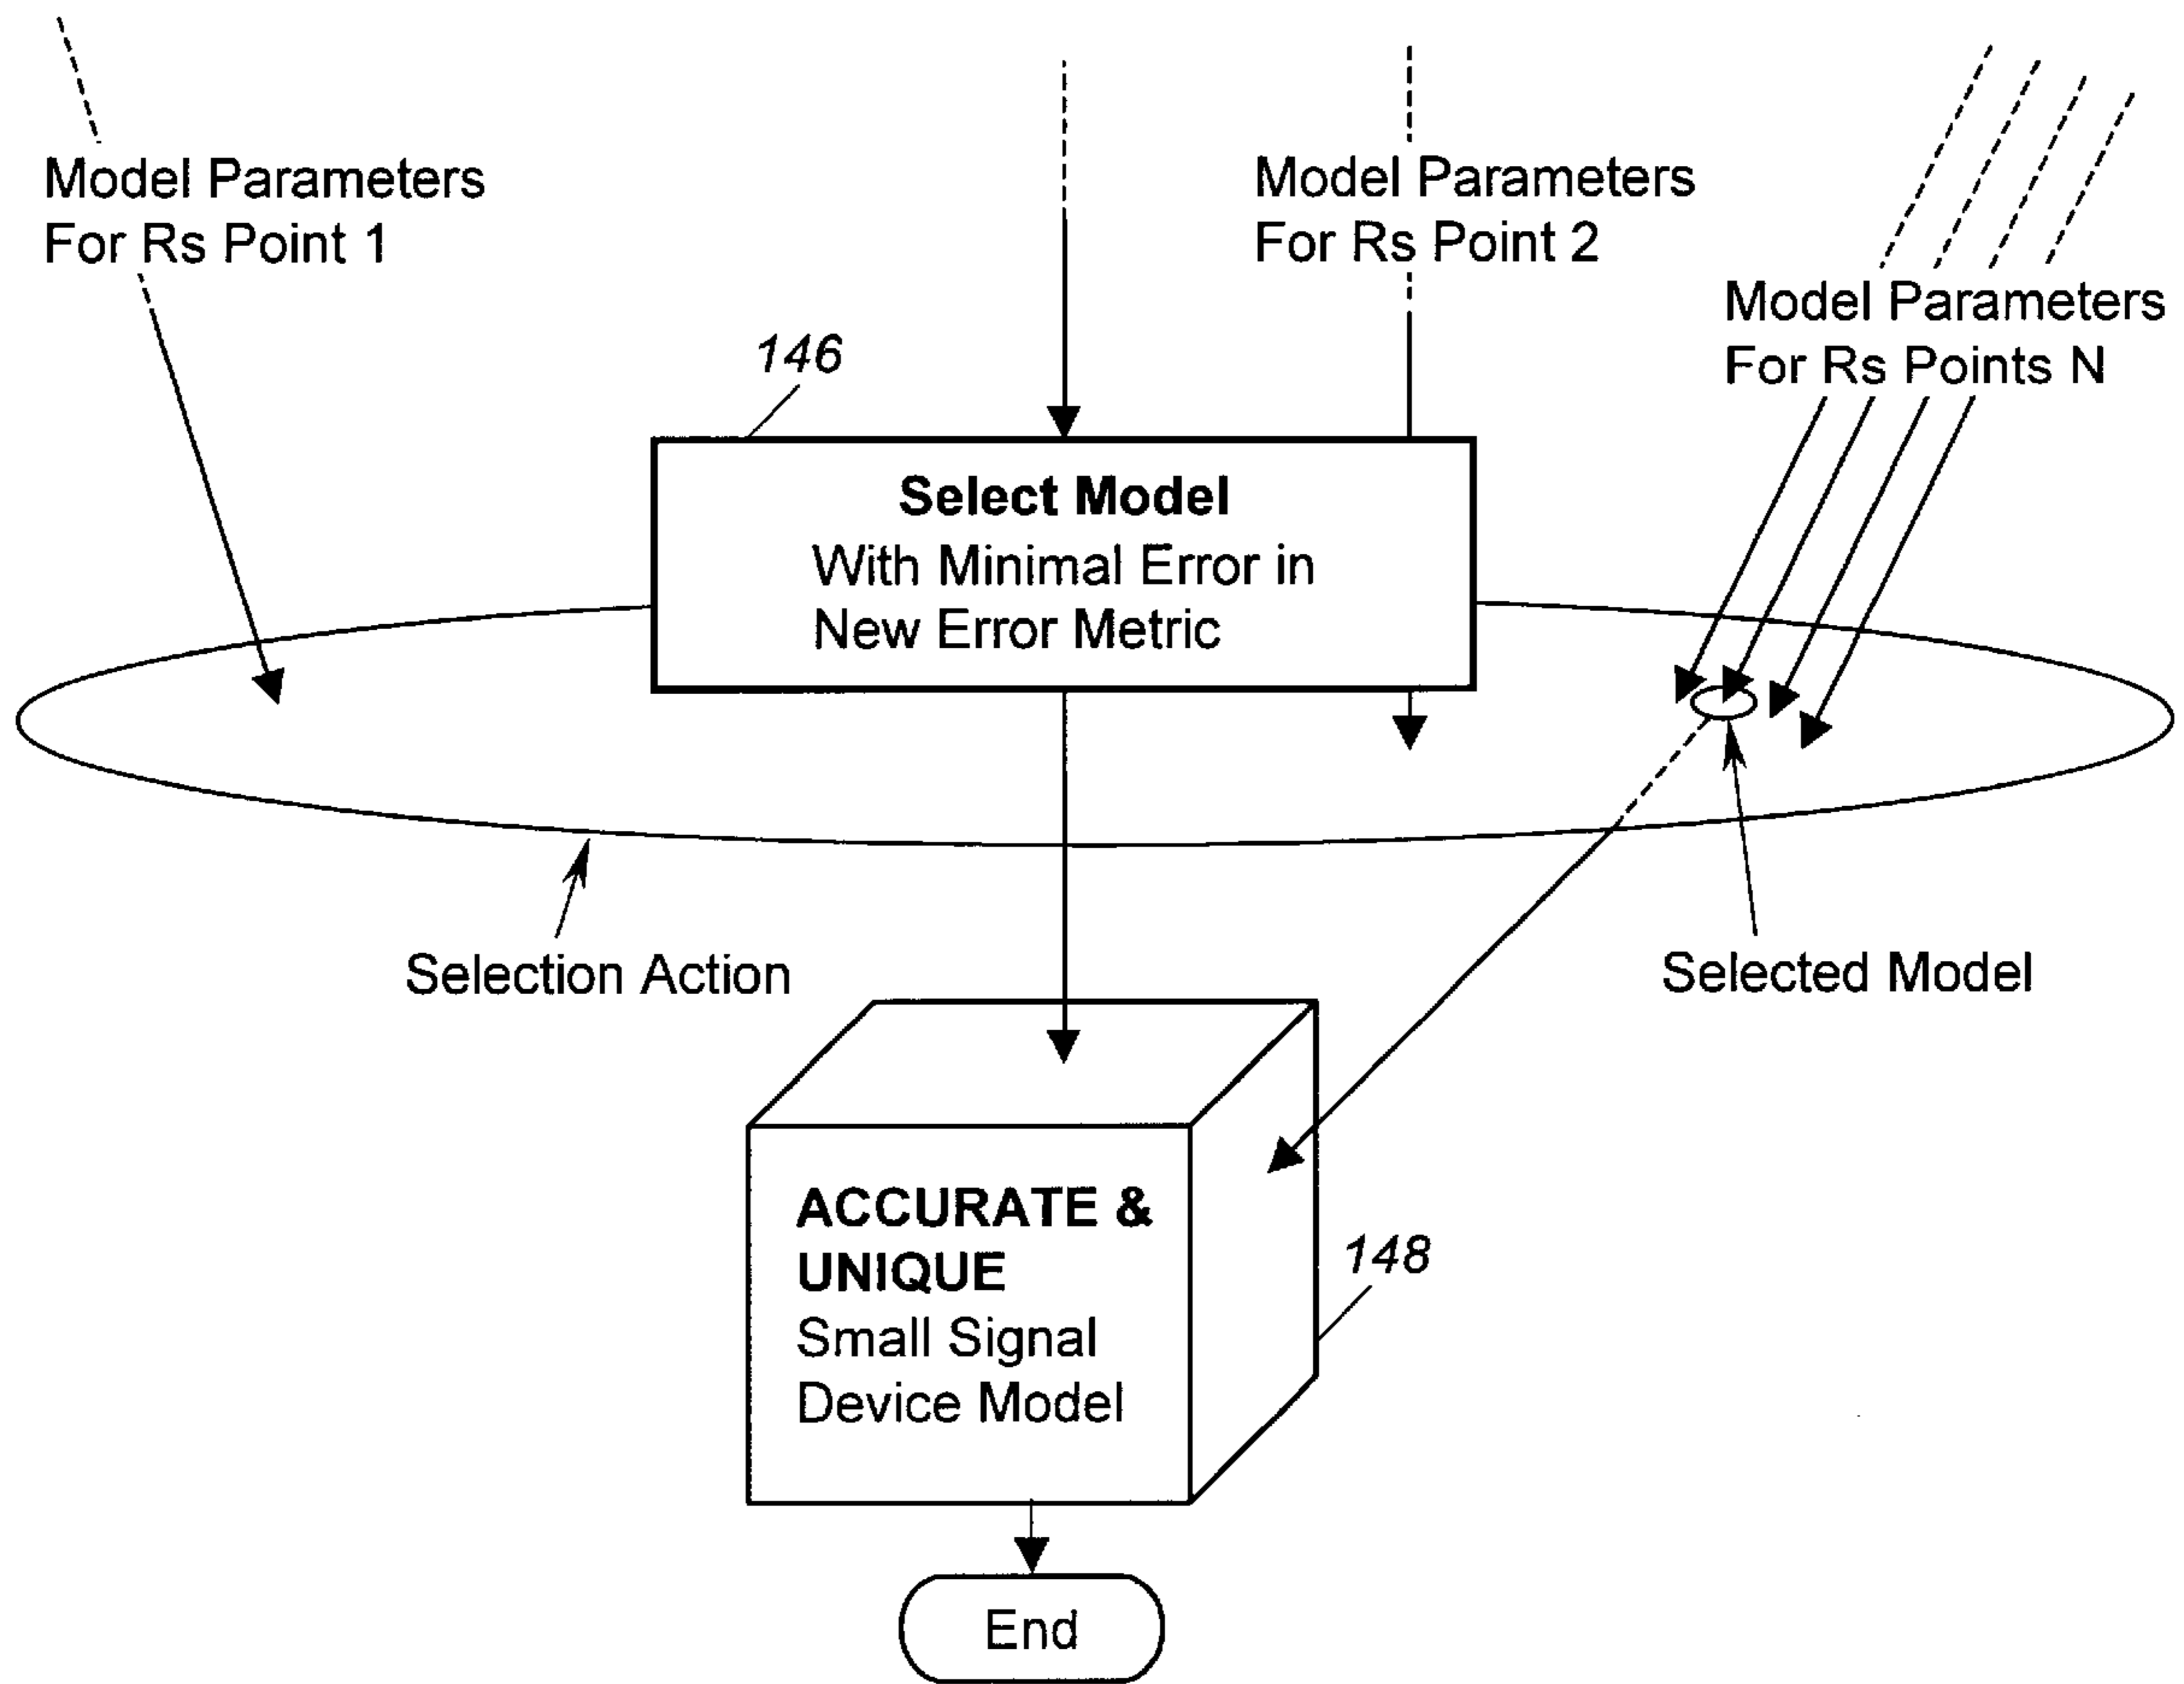 Model Parameters
For Rs Point 1
Model Parameters
For Rs Point 2
Model Parameters
For Rs Points N
146
Select Model
With Minimal Error in
New Error Metric
Selection Action
Selected Model
ACCURATE &
UNIQUE
Small Signal
Device Model
148
End